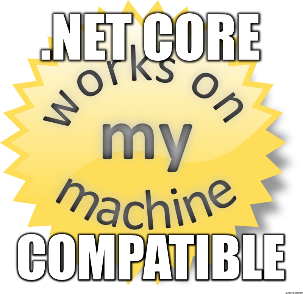 .NET CORE
works on
my
machine
COMPATIBLE